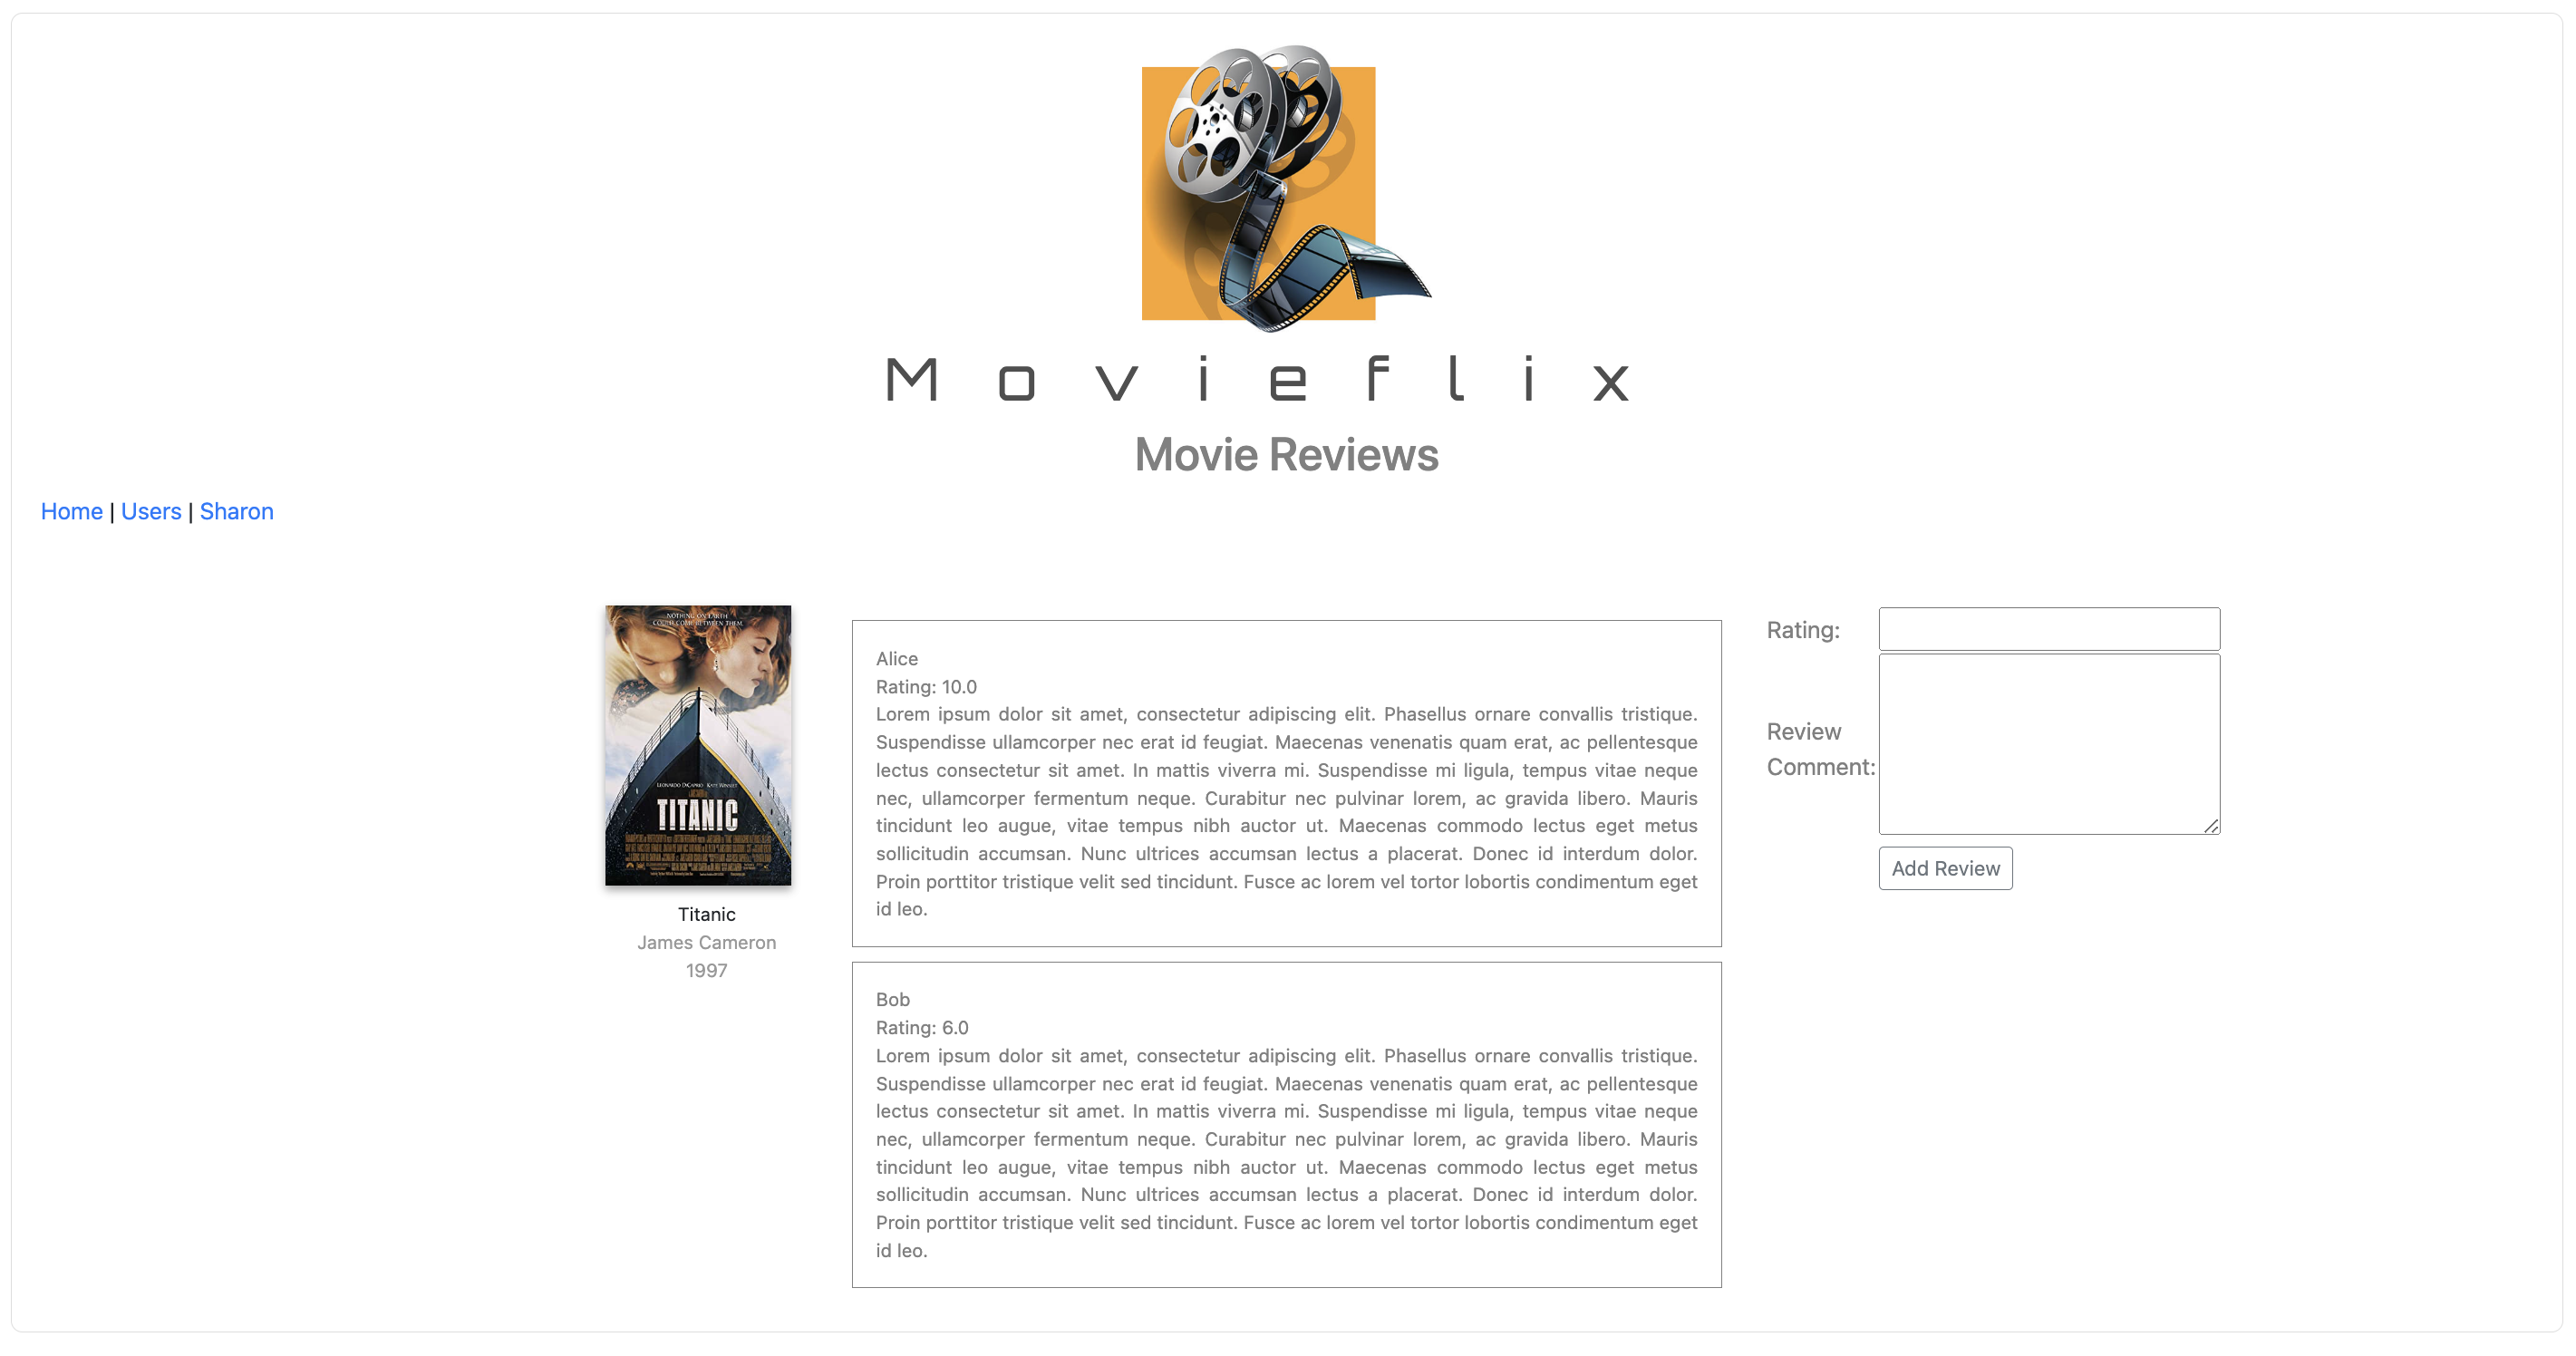 Movieflix
Movie Reviews
Home | Users | Sharon
NOTHING ON EARTH
COULD COME BETWEEN THEM.
LEONARDO DiCAPRIO KATE WINSLET
TITANIC
Titanic
James Cameron
1997
Alice
Rating: 10.0
Lorem ipsum dolor sit amet, consectetur adipiscing elit. Phasellus ornare convallis tristique.
Suspendisse ullamcorper nec erat id feugiat. Maecenas venenatis quam erat, ac pellentesque
lectus consectetur sit amet. In mattis viverra mi. Suspendisse mi ligula, tempus vitae neque
nec, ullamcorper fermentum neque. Curabitur nec pulvinar lorem, ac gravida libero. Mauris
tincidunt leo augue, vitae tempus nibh auctor ut. Maecenas commodo lectus eget metus
sollicitudin accumsan. Nunc ultrices accumsan lectus a placerat. Donec id interdum dolor.
Proin porttitor tristique velit sed tincidunt. Fusce ac lorem vel tortor lobortis condimentum eget
id leo.
Bob
Rating: 6.0
Lorem ipsum dolor sit amet, consectetur adipiscing elit. Phasellus ornare convallis tristique.
Suspendisse ullamcorper nec erat id feugiat. Maecenas venenatis quam erat, ac pellentesque
lectus consectetur sit amet. In mattis viverra mi. Suspendisse mi ligula, tempus vitae neque
nec, ullamcorper fermentum neque. Curabitur nec pulvinar lorem, ac gravida libero. Mauris
tincidunt leo augue, vitae tempus nibh auctor ut. Maecenas commodo lectus eget metus
sollicitudin accumsan. Nunc ultrices accumsan lectus a placerat. Donec id interdum dolor.
Proin porttitor tristique velit sed tincidunt. Fusce ac lorem vel tortor lobortis condimentum eget
id leo.
Rating:
Review
Comment:
Add Review